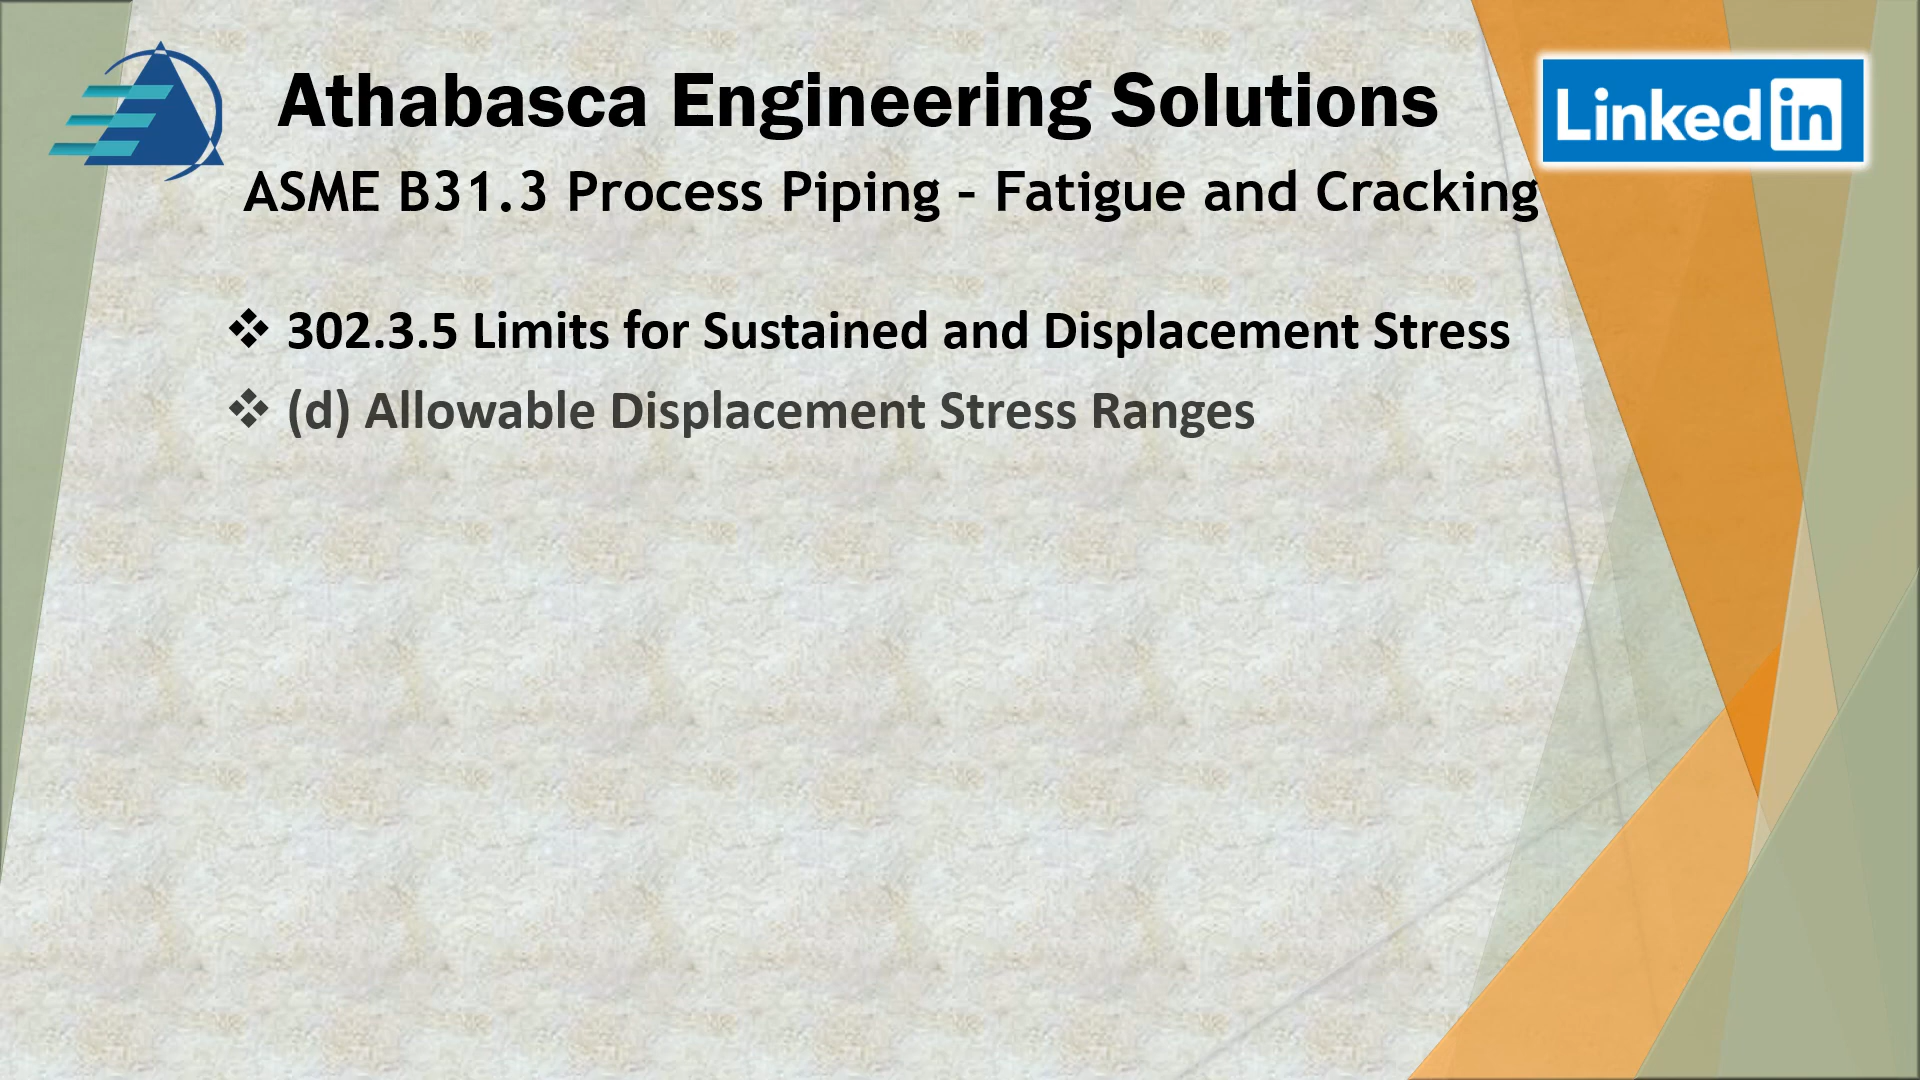 Athabasca Engineering Solutions
LinkedIn
ASME B31.3 Process Piping – Fatigue and Cracking
❖ 302.3.5 Limits for Sustained and Displacement Stress
❖ (d) Allowable Displacement Stress Ranges